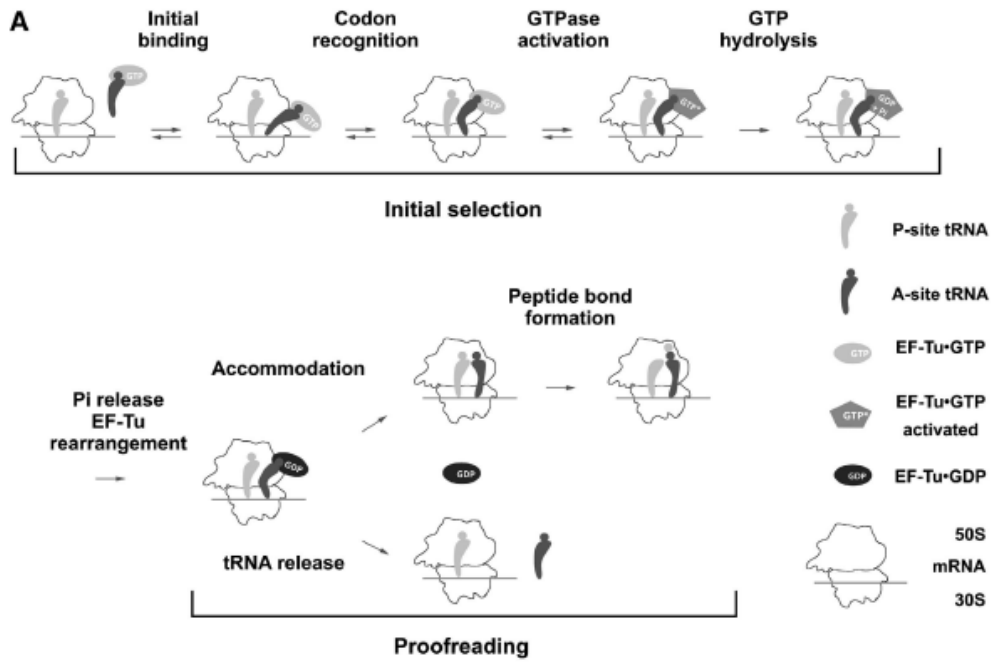 A
Initial
binding
Codon
recognition
GTPase
activation
GTP
hydrolysis
GTP
GTP
GTP
GTP*
GDP
+ Pi
Initial selection
P-site tRNA
A-site tRNA
Peptide bond
formation
GTP
EF-Tu•GTP
Accommodation
Pi release
EF-Tu
rearrangement
GTP*
EF-Tu•GTP
activated
GDP
GDP
GDP
EF-Tu•GDP
tRNA release
50S
mRNA
30S
Proofreading